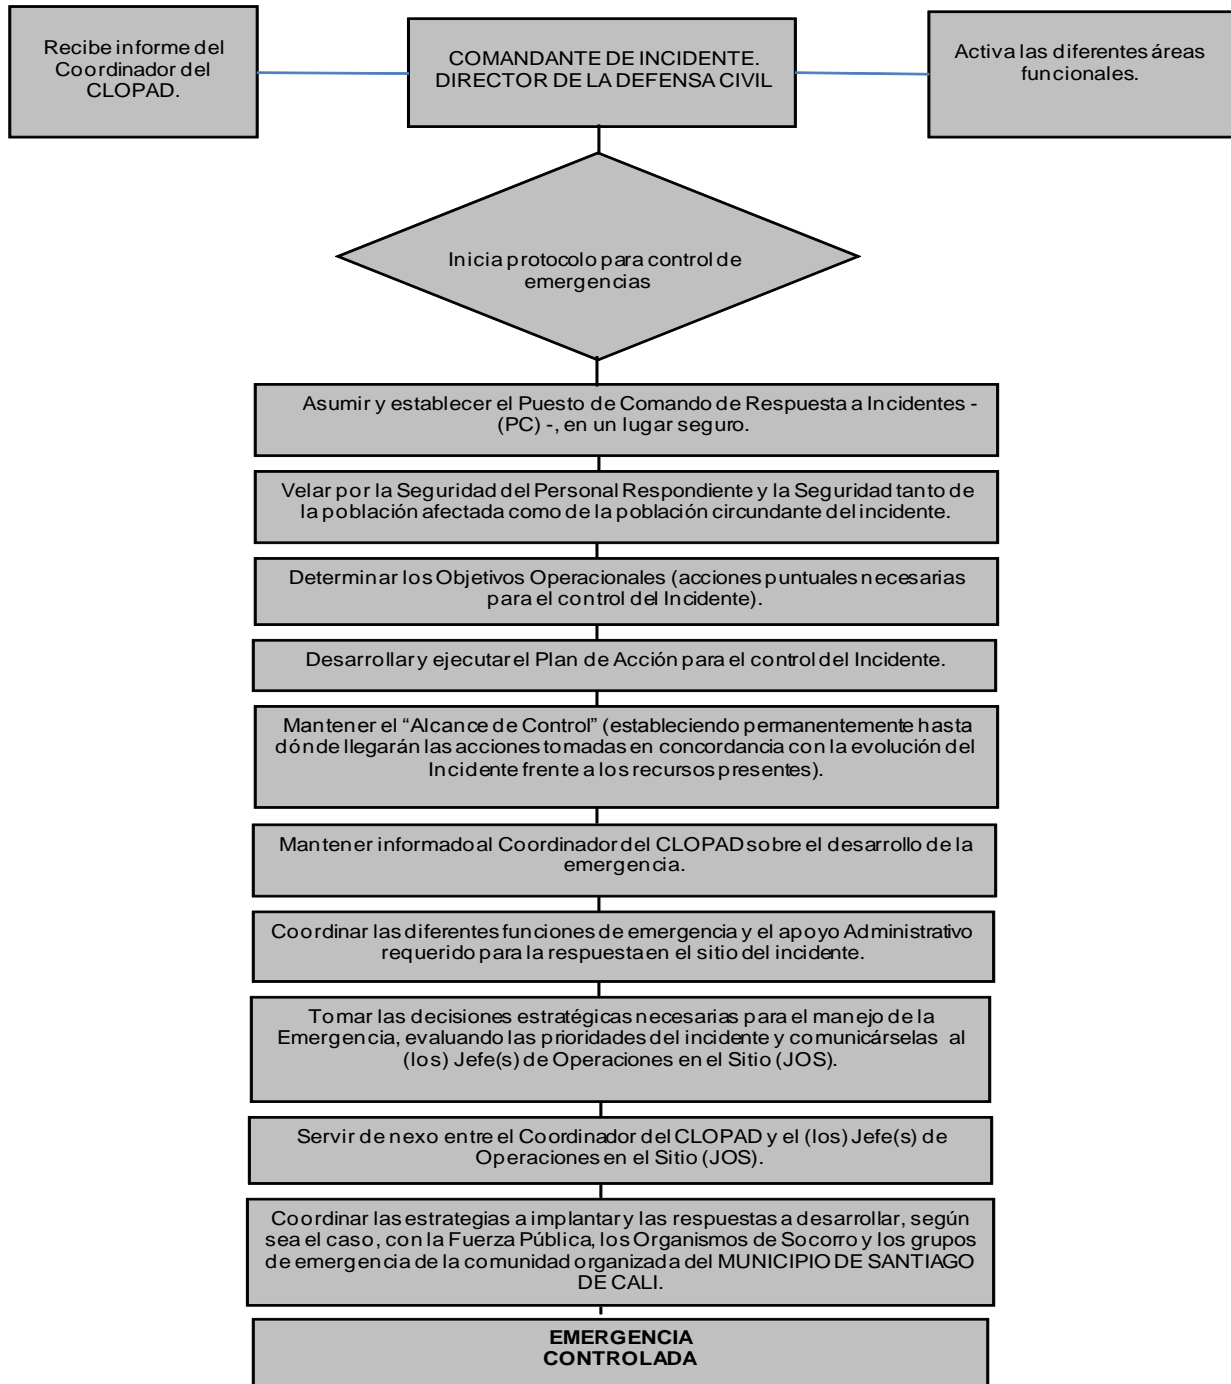 Recibe informe del
Coordinador del
CLOPAD.
COMANDANTE DE INCIDENTE.
DIRECTOR DE LA DEFENSA CIVIL
Activa las diferentes áreas
funcionales.
Inicia protocolo para control de
emergencias
Asumir y establecer el Puesto de Comando de Respuesta a Incidentes -
(PC) -, en un lugar seguro.
Velar por la Seguridad del Personal Respondiente y la Seguridad tanto de
la población afectada como de la población circundante del incidente.
Determinar los Objetivos Operacionales (acciones puntuales necesarias
para el control del Incidente).
Desarrollar y ejecutar el Plan de Acción para el control del Incidente.
Mantener el “Alcance de Control” (estableciendo permanentemente hasta
dónde llegarán las acciones tomadas en concordancia con la evolución del
Incidente frente a los recursos presentes).
Mantener informado al Coordinador del CLOPAD sobre el desarrollo de la
emergencia.
Coordinar las diferentes funciones de emergencia y el apoyo Administrativo
requerido para la respuesta en el sitio del incidente.
Tomar las decisiones estratégicas necesarias para el manejo de la
Emergencia, evaluando las prioridades del incidente y comunicárselas al
(los) Jefe(s) de Operaciones en el Sitio (JOS).
Servir de nexo entre el Coordinador del CLOPAD y el (los) Jefe(s) de
Operaciones en el Sitio (JOS).
Coordinar las estrategias a implantar y las respuestas a desarrollar, según
sea el caso, con la Fuerza Pública, los Organismos de Socorro y los grupos
de emergencia de la comunidad organizada del MUNICIPIO DE SANTIAGO
DE CALI.
EMERGENCIA
CONTROLADA